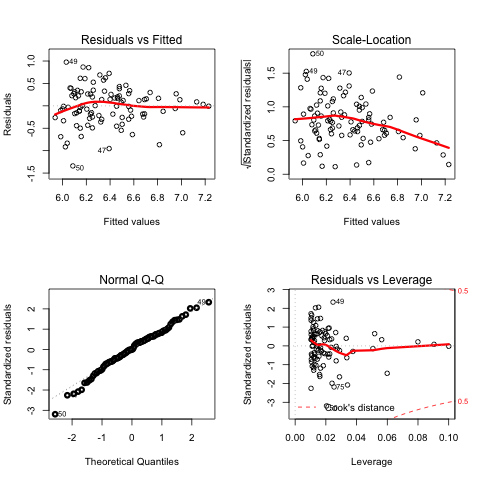 Residuals vs Fitted
Residuals
1.0
0.5
-0.5
-1.5
49
47
50
6.0 6.2 6.4 6.6 6.8 7.0 7.2
Fitted values
Scale-Location
√|Standardized residuals|
1.5
1.0
0.5
0.0
50
49
47
6.0 6.2 6.4 6.6 6.8 7.0 7.2
Fitted values
Normal Q-Q
Standardized residuals
2
1
0
-1
-2
-3
49
50
-2 -1 0 1 2
Theoretical Quantiles
Residuals vs Leverage
Standardized residuals
3
2
1
0
-1
-3
49
75
0.5
0.5
Cook's distance
0.00 0.02 0.04 0.06 0.08 0.10
Leverage